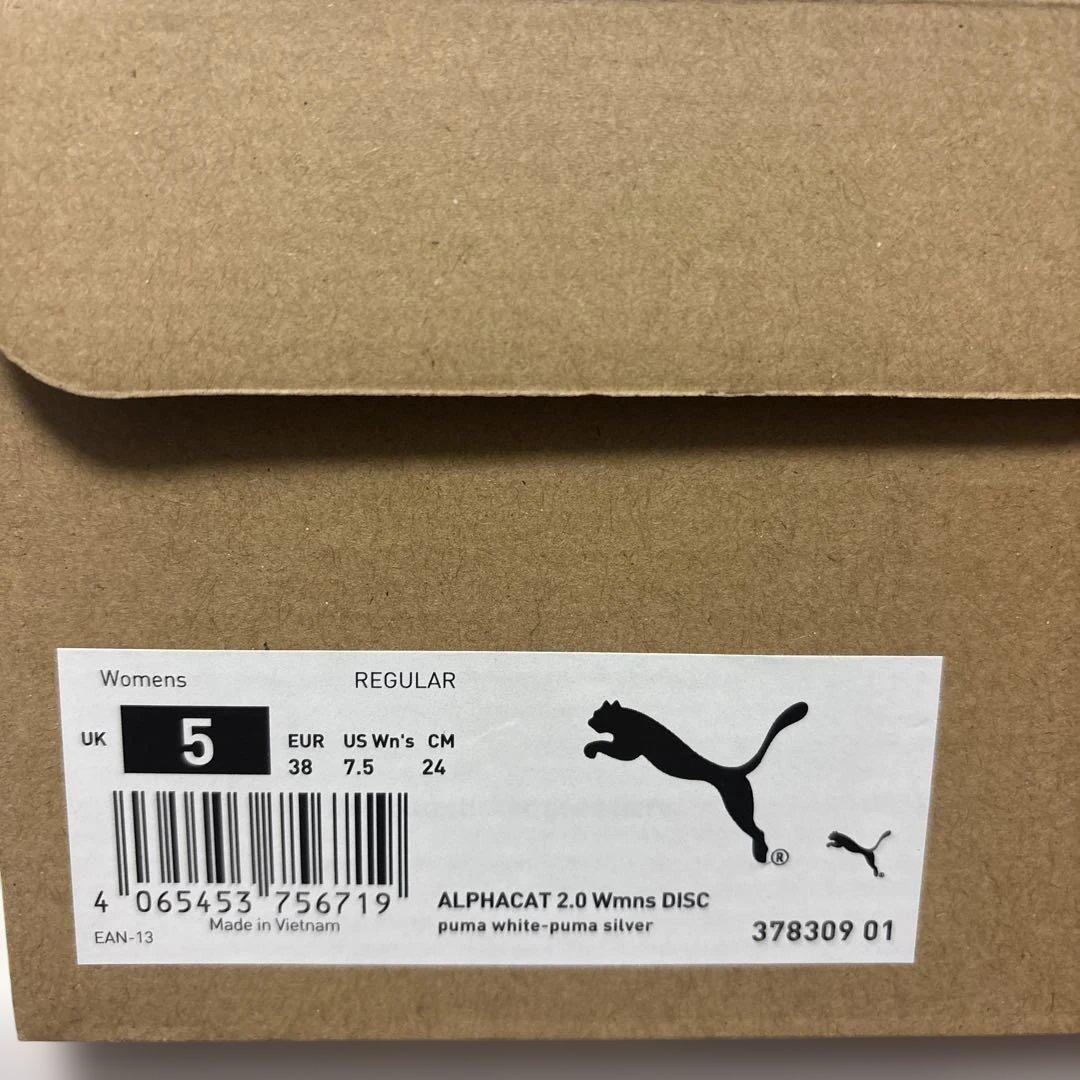 Womens REGULAR
UK 5 EUR US Wn's CM
38 7.5 24
4 065453 756719
EAN-13 Made in Vietnam
ALPHACAT 2.0 Wmns DISC
puma white-puma silver
378309 01
®